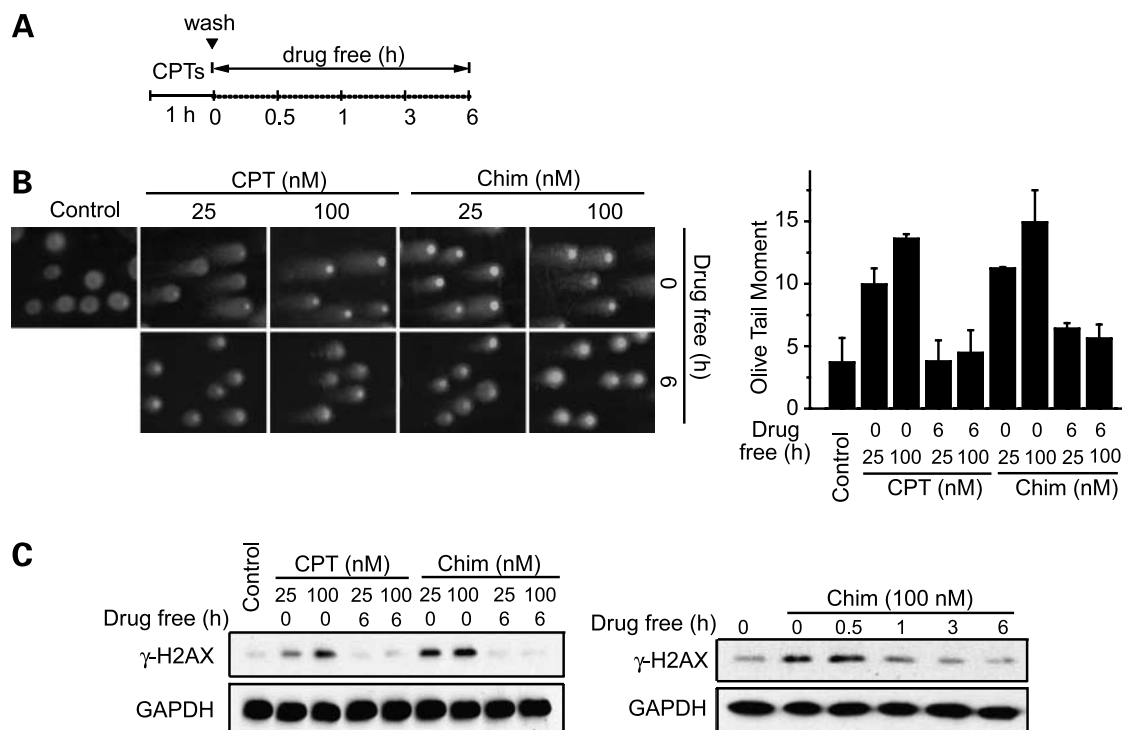 A
wash
CPTs
drug free (h)
1 h 0 0.5 1 3 6
B
CPT (nM) Chim (nM)
Control 25 100 25 100
Drug free (h)
0
6
Olive Tail Moment
15
10
5
0
Drug free (h)
0 0 6 6 0 0 6 6
25 100 25 100 25 100 25 100
Control
CPT (nM) Chim (nM)
C
Control
CPT (nM) Chim (nM)
25 100 25 100 25 100 25 100
Drug free (h) 0 0 6 6 0 0 6 6
γ-H2AX
GAPDH
Chim (100 nM)
Drug free (h) 0 0 0.5 1 3 6
γ-H2AX
GAPDH